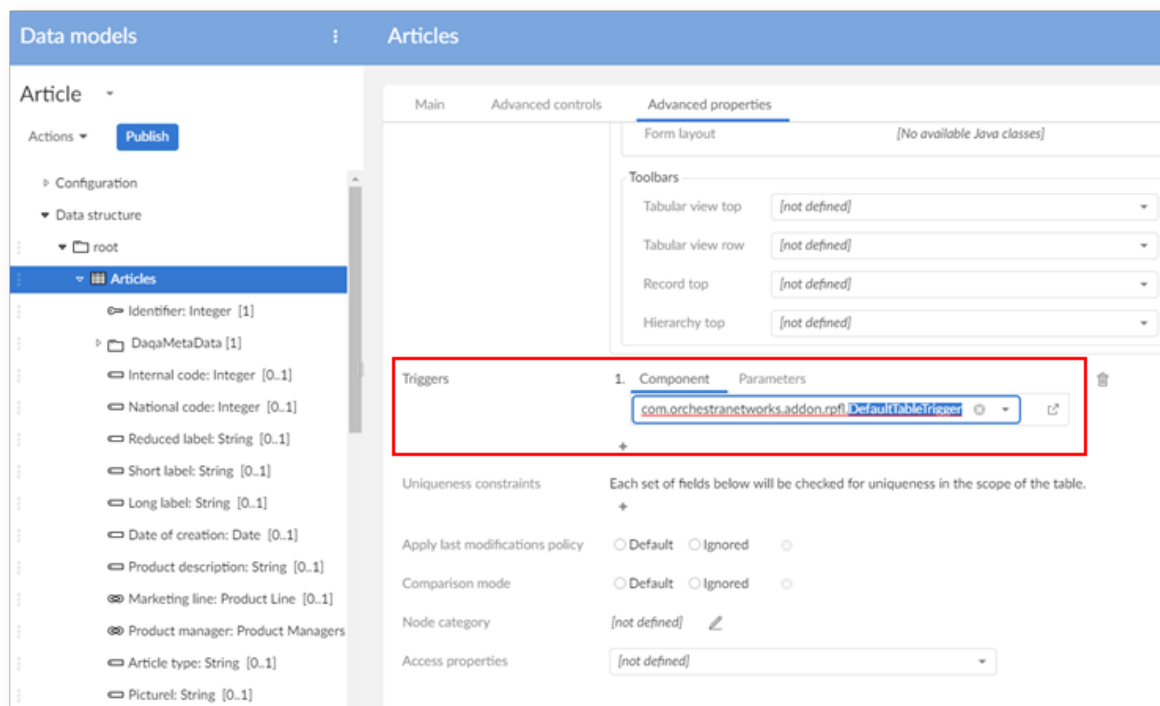 Data models
Articles
Article
Actions
Publish
Configuration
Data structure
root
Articles
Identifier: Integer [1]
DaqaMetaData [1]
Internal code: Integer [0..1]
National code: Integer [0..1]
Reduced label: String [0..1]
Short label: String [0..1]
Long label: String [0..1]
Date of creation: Date [0..1]
Product description: String [0..1]
Marketing line: Product Line [0..1]
Product manager: Product Managers
Article type: String [0..1]
Picturel: String [0..1]
Main Advanced controls Advanced properties
Form layout [No available Java classes]
Toolbars
Tabular view top [not defined]
Tabular view row [not defined]
Record top [not defined]
Hierarchy top [not defined]
Triggers 1. Component Parameters
com.orchestranetworks.addon.rpfl.DefaultTableTrigger
+
Uniqueness constraints Each set of fields below will be checked for uniqueness in the scope of the table.
+
Apply last modifications policy Default Ignored
Comparison mode Default Ignored
Node category [not defined]
Access properties [not defined]